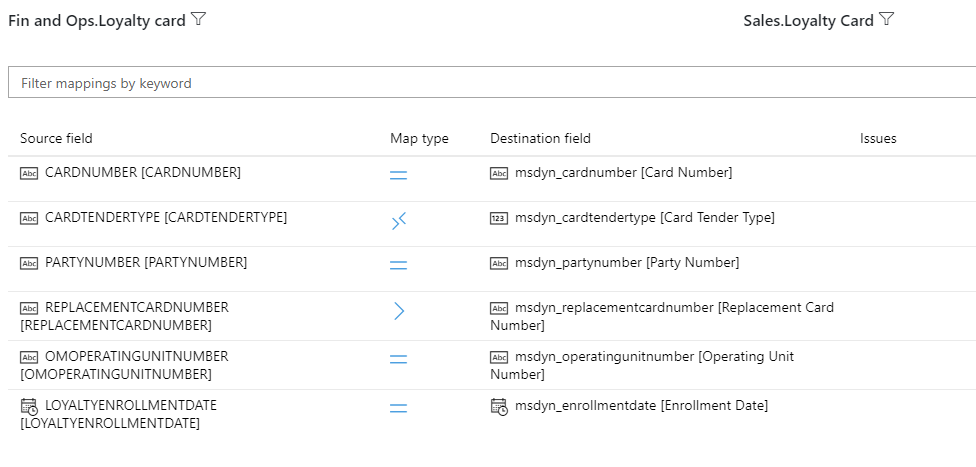 Fin and Ops.Loyalty card Sales.Loyalty Card
Filter mappings by keyword
Source field Map type Destination field Issues
Abc CARDNUMBER [CARDNUMBER] Abc msdyn_cardnumber [Card Number]
Abc CARDTENDERTYPE [CARDTENDERTYPE] 123 msdyn_cardtendertype [Card Tender Type]
Abc PARTYNUMBER [PARTYNUMBER] Abc msdyn_partynumber [Party Number]
Abc REPLACEMENTCARDNUMBER Abc msdyn_replacementcardnumber [Replacement Card
[REPLACEMENTCARDNUMBER] Number]
Abc OMOPERATINGUNITNUMBER Abc msdyn_operatingunitnumber [Operating Unit
[OMOPERATINGUNITNUMBER] Number]
LOYALTYENROLLMENTDATE msdyn_enrollmentdate [Enrollment Date]
[LOYALTYENROLLMENTDATE]